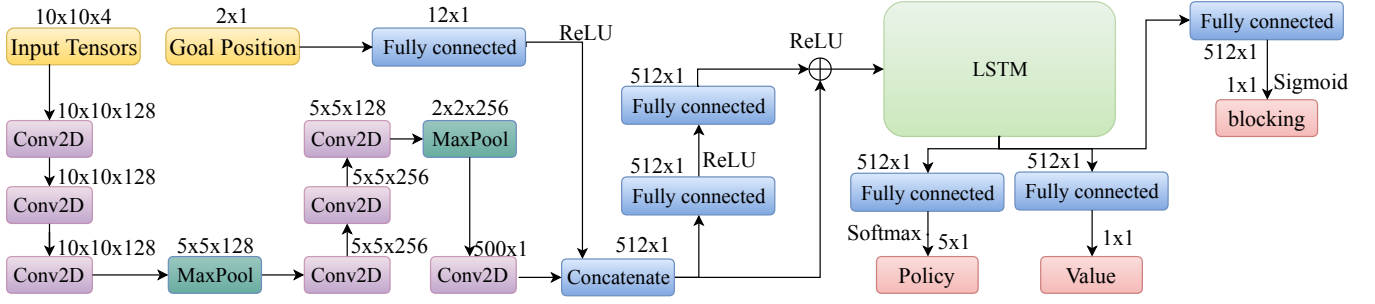 10x10x4
Input Tensors
2x1
Goal Position
12x1
Fully connected
ReLU
10x10x128
Conv2D
10x10x128
Conv2D
10x10x128
Conv2D
5x5x128
MaxPool
5x5x256
Conv2D
5x5x256
Conv2D
5x5x128
Conv2D
2x2x256
MaxPool
500x1
Conv2D
512x1
Concatenate
512x1
Fully connected
ReLU
512x1
Fully connected
ReLU
LSTM
512x1
Fully connected
Softmax
5x1
Policy
512x1
Fully connected
1x1
Value
Fully connected
512x1
1x1
Sigmoid
blocking